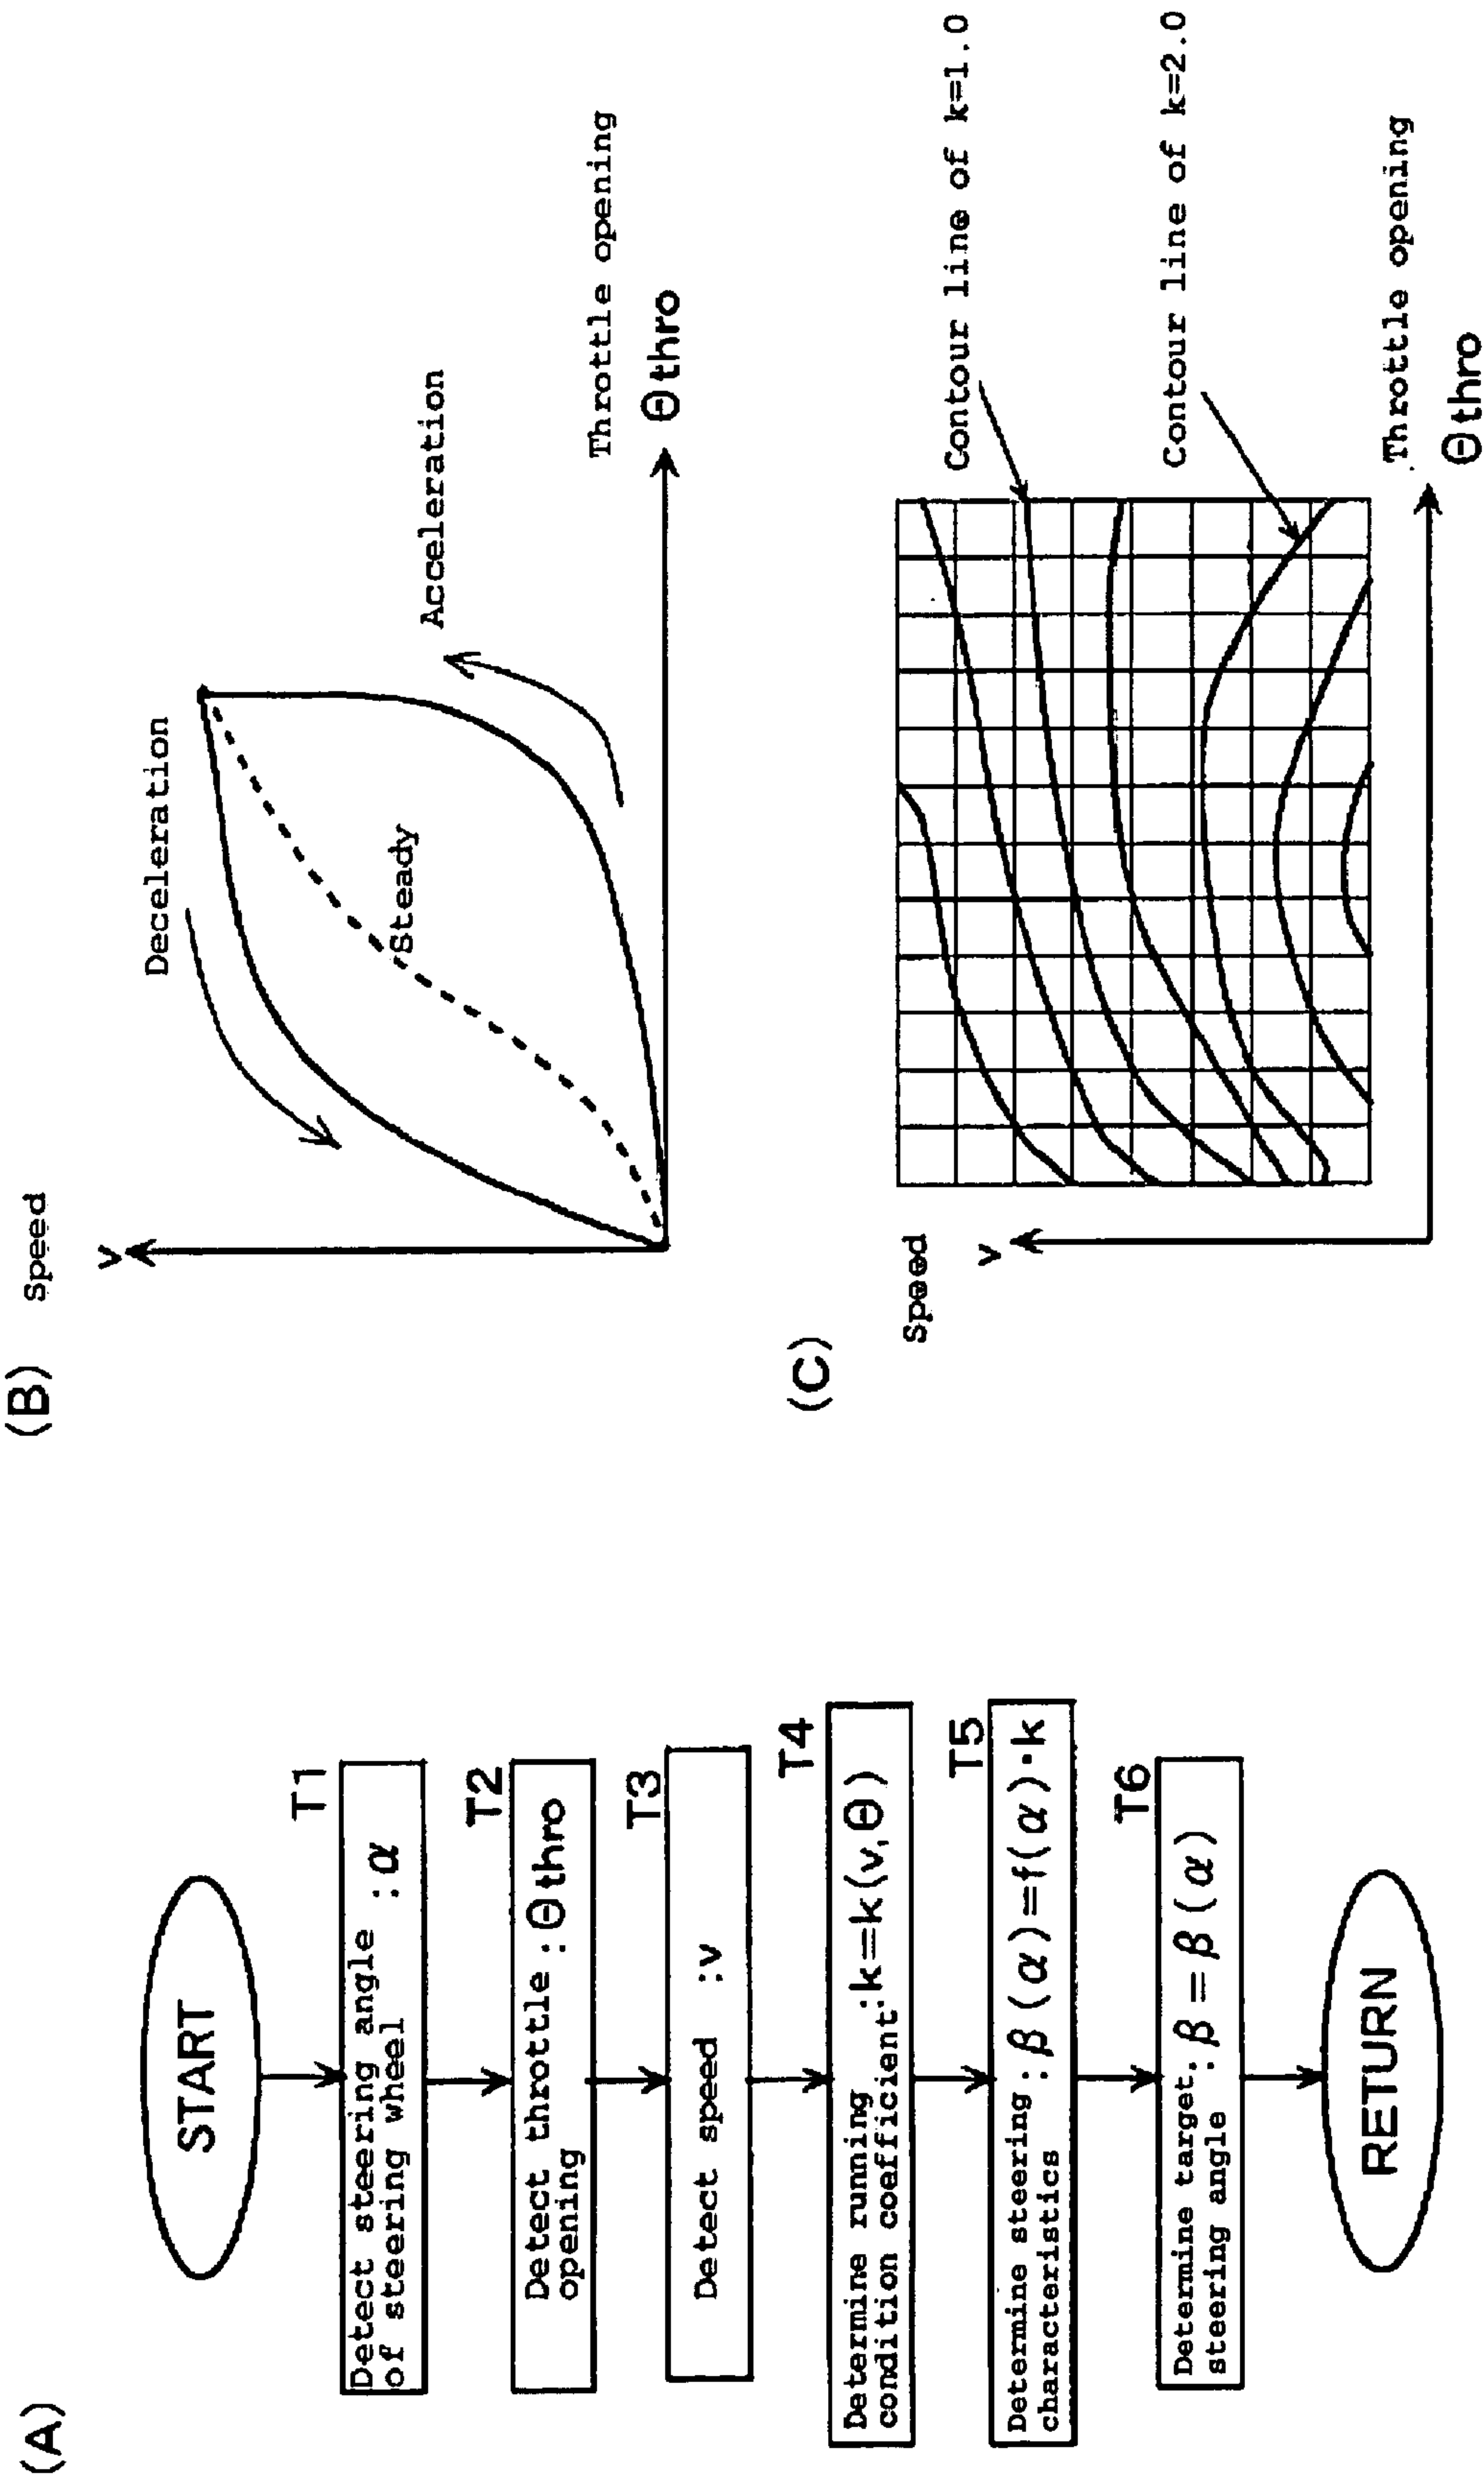 (A)
START
T1
Detect steering angle
of steering wheel :α
T2
Detect throttle :Θthro
opening
T3
Detect speed :v
T4
Determine running
condition coefficient :k=k(v,Θ)
T5
Determine steering :β(α)=f(α)·k
characteristics
T6
Determine target :β=β(α)
steering angle
RETURN
(B)
Speed
v
Deceleration
Steady
Acceleration
Throttle opening
Θthro
(C)
Speed
v
Contour line of k=1.0
Contour line of k=2.0
Throttle opening
Θthro